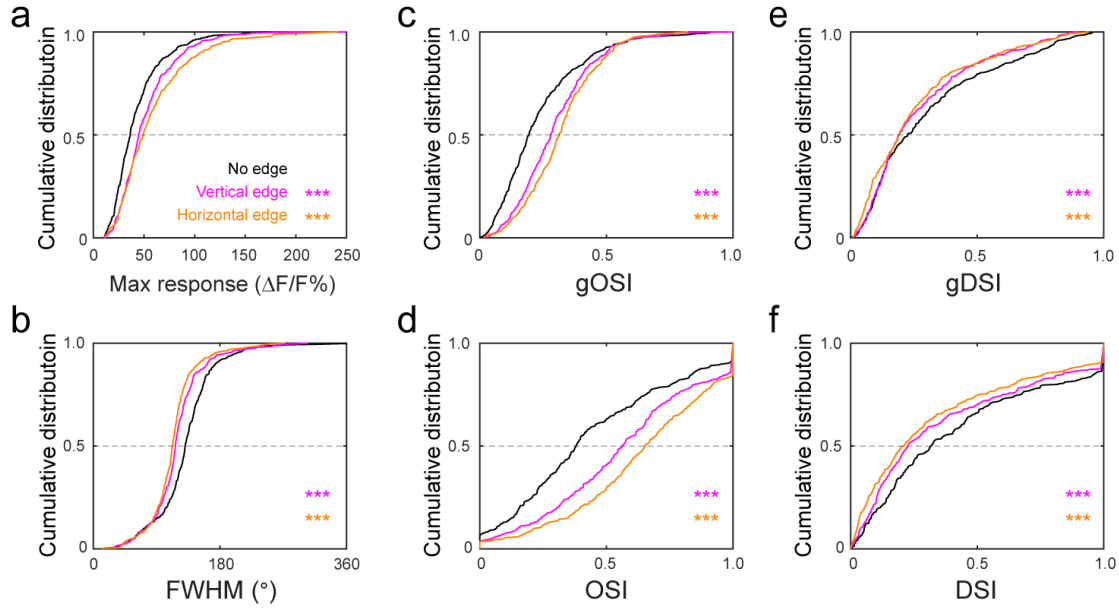 a
Cumulative distributoin
1.0
0.5
0
No edge
Vertical edge ***
Horizontal edge ***
0 50 100 150 200 250
Max response (ΔF/F%)
c
Cumulative distributoin
1.0
0.5
0
***
***
0 0.5 1.0
gOSI
e
Cumulative distributoin
1.0
0.5
0
***
***
0 0.5 1.0
gDSI
b
Cumulative distributoin
1.0
0.5
0
***
***
0 180 360
FWHM (°)
d
Cumulative distributoin
1.0
0.5
0
***
***
0 0.5 1.0
OSI
f
Cumulative distributoin
1.0
0.5
0
***
***
0 0.5 1.0
DSI